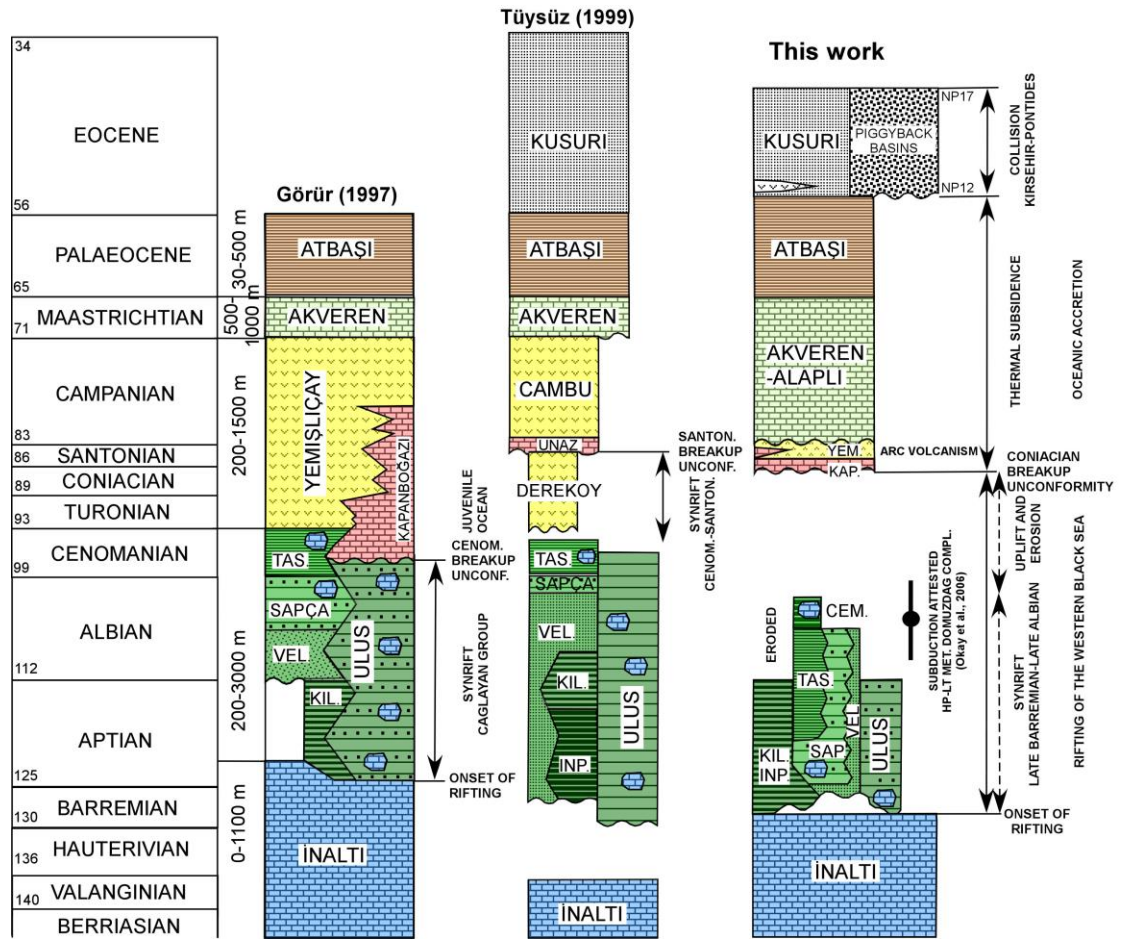 Tüysüz (1999)
This work
Görür (1997)
34
EOCENE
56
PALAEOCENE
65
MAASTRICHTIAN
71
CAMPANIAN
83
SANTONIAN
86
CONIACIAN
89
TURONIAN
93
CENOMANIAN
99
ALBIAN
112
APTIAN
125
BARREMIAN
130
HAUTERIVIAN
136
VALANGINIAN
140
BERRIASIAN
30-500 m
500-
1000 m
200-1500 m
200-3000 m
0-1100 m
ATBAŞI
AKVEREN
YEMIŞLIÇAY
KAPANBOĞAZI
TAS.
SAPÇA
VEL.
KIL.
ULUS
İNALTI
JUVENILE
OCEAN
CENOM.
BREAKUP
UNCONF.
SYNRIFT
CAGLAYAN GROUP
ONSET OF
RIFTING
KUSURI
ATBAŞI
AKVEREN
CAMBU
UNAZ
DEREKOY
TAS.
SAPÇA
VEL.
KIL.
INP.
ULUS
İNALTI
SANTON.
BREAKUP
UNCONF.
SYNRIFT
CENOM.-SANTON.
KUSURI
PIGGYBACK
BASINS
NP17
NP12
ATBAŞI
AKVEREN
-ALAPLI
YEM.
KAP.
ARC VOLCANISM
ERODED
CEM.
TAS.
SAP.
VEL
ULUS
KIL.
INP.
İNALTI
COLLISION
KIRSEHIR-PONTIDES
THERMAL SUBSIDENCE
OCEANIC ACCRETION
CONIACIAN
BREAKUP
UNCONFORMITY
UPLIFT AND
EROSION
SUBDUCTION ATTESTED
HP-LT MET. DOMUZDAG COMPL.
(Okay et al., 2006)
SYNRIFT
LATE BARREMIAN-LATE ALBIAN
RIFTING OF THE WESTERN BLACK SEA
ONSET OF
RIFTING